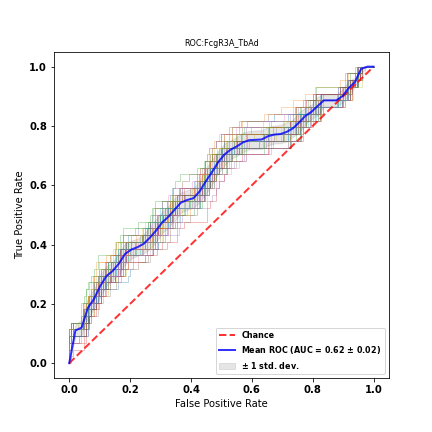 ROC:FcgR3A_TbAd
True Positive Rate
1.0
0.8
0.6
0.4
0.2
0.0
Chance
Mean ROC (AUC = 0.62 ± 0.02)
± 1 std. dev.
0.0 0.2 0.4 0.6 0.8 1.0
False Positive Rate